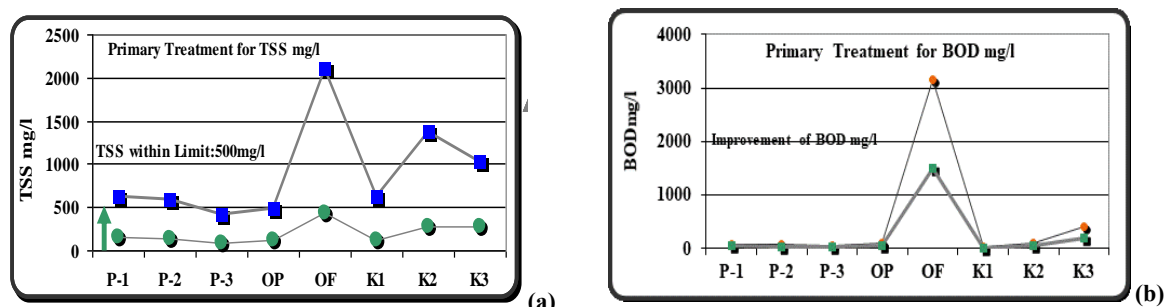 2500
Primary Treatment for TSS mg/l
2000
1500
TSS within Limit:500mg/l
1000
500
0
TSS mg/l
P-1 P-2 P-3 OP OF K1 K2 K3
(a)
4000
Primary Treatment for BOD mg/l
3000
2000
Improvement of BOD mg/l
1000
0
BODmg/l
P-1 P-2 P-3 OP OF K1 K2 K3
(b)